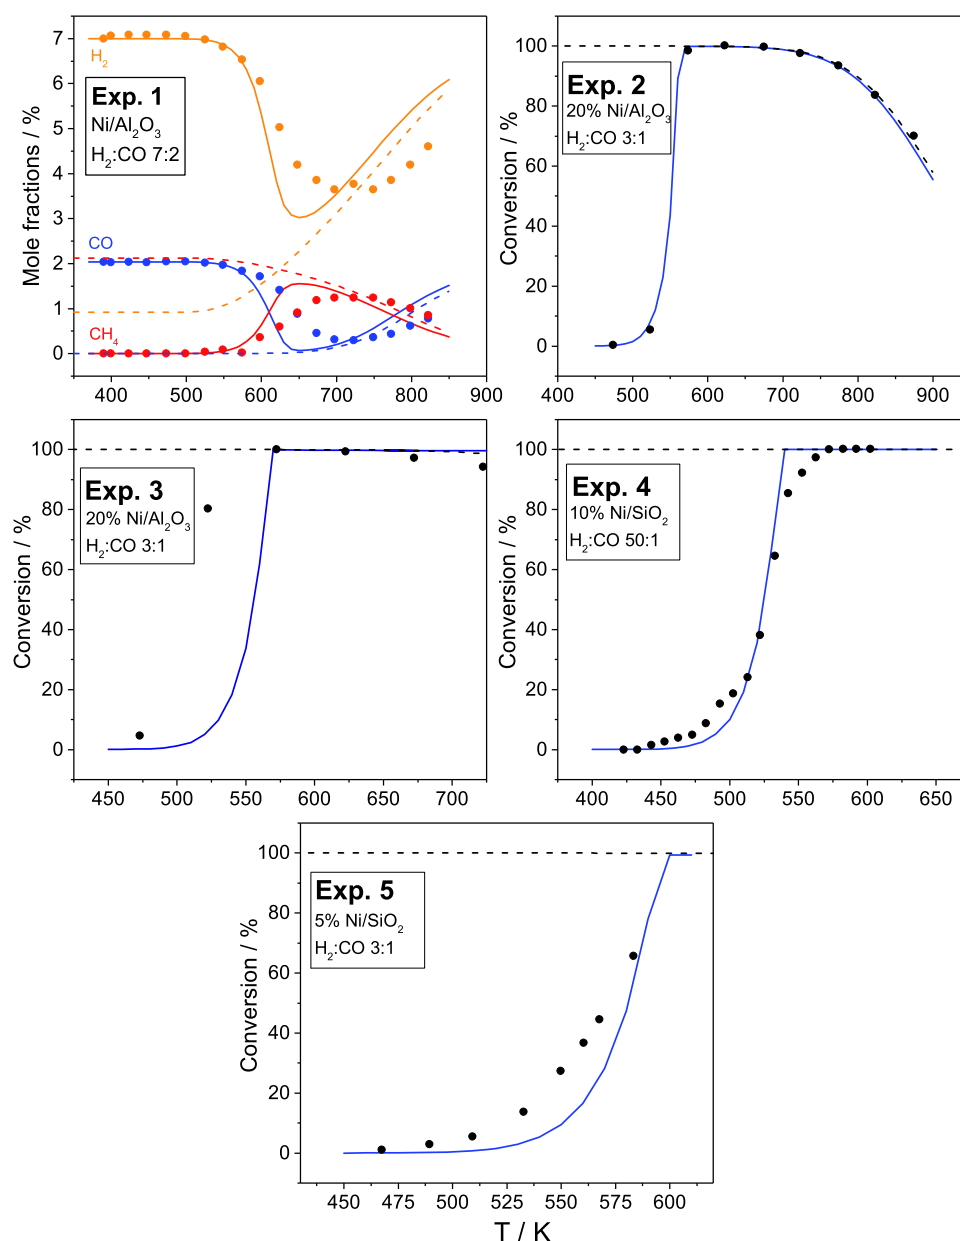 7
6
5
4
3
2
1
0
Mole fractions / %
H₂
Exp. 1
Ni/Al₂O₃
H₂:CO 7:2
CO
CH₄
400 500 600 700 800 900
100
80
60
40
20
0
Conversion / %
Exp. 2
20% Ni/Al₂O₃
H₂:CO 3:1
400 500 600 700 800 900
100
80
60
40
20
0
Conversion / %
Exp. 3
20% Ni/Al₂O₃
H₂:CO 3:1
450 500 550 600 650 700
100
80
60
40
20
0
Conversion / %
Exp. 4
10% Ni/SiO₂
H₂:CO 50:1
400 450 500 550 600 650
100
80
60
40
20
0
Conversion / %
Exp. 5
5% Ni/SiO₂
H₂:CO 3:1
450 475 500 525 550 575 600
T / K